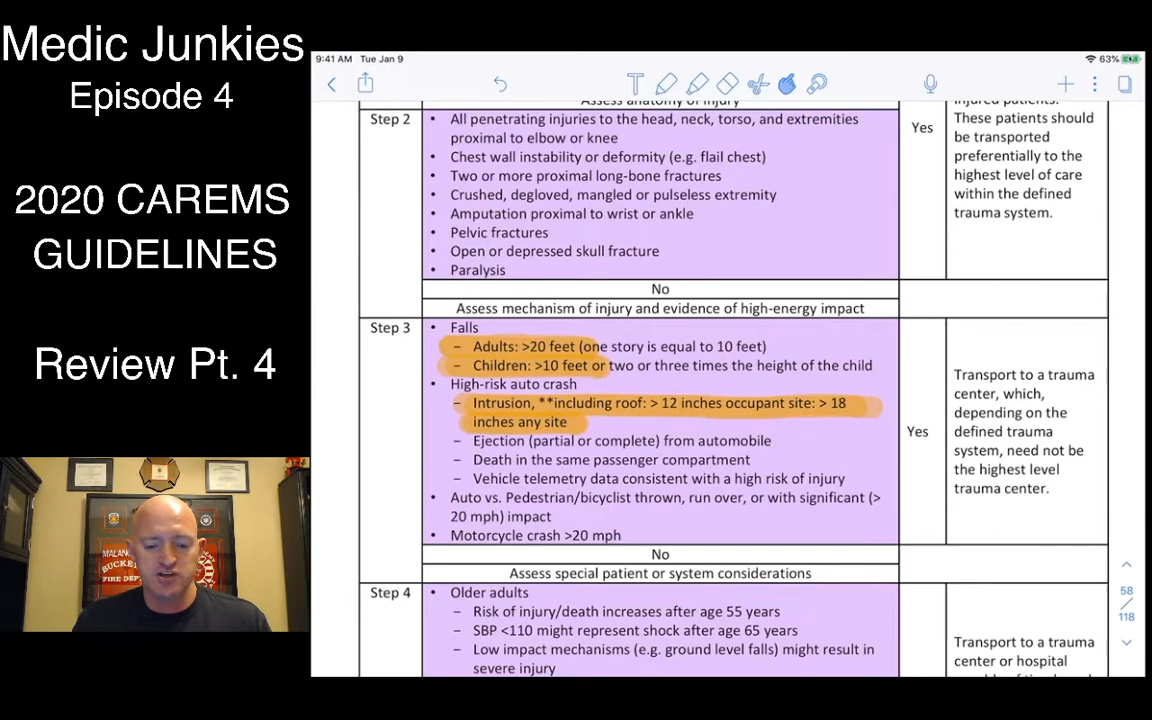 Medic Junkies
Episode 4
2020 CAREMS
GUIDELINES
Review Pt. 4
9:41 AM Tue Jan 9
63%
Assess anatomy of injury
Step 2
• All penetrating injuries to the head, neck, torso, and extremities
proximal to elbow or knee
• Chest wall instability or deformity (e.g. flail chest)
• Two or more proximal long-bone fractures
• Crushed, degloved, mangled or pulseless extremity
• Amputation proximal to wrist or ankle
• Pelvic fractures
• Open or depressed skull fracture
• Paralysis
Yes
injured patients.
These patients should
be transported
preferentially to the
highest level of care
within the defined
trauma system.
No
Assess mechanism of injury and evidence of high-energy impact
Step 3
• Falls
– Adults: >20 feet (one story is equal to 10 feet)
– Children: >10 feet or two or three times the height of the child
• High-risk auto crash
– Intrusion, **including roof: > 12 inches occupant site: > 18
inches any site
– Ejection (partial or complete) from automobile
– Death in the same passenger compartment
– Vehicle telemetry data consistent with a high risk of injury
• Auto vs. Pedestrian/bicyclist thrown, run over, or with significant (>
20 mph) impact
• Motorcycle crash >20 mph
Yes
Transport to a trauma
center, which,
depending on the
defined trauma
system, need not be
the highest level
trauma center.
No
Assess special patient or system considerations
Step 4
• Older adults
– Risk of injury/death increases after age 55 years
– SBP <110 might represent shock after age 65 years
– Low impact mechanisms (e.g. ground level falls) might result in
severe injury
Transport to a trauma
center or hospital
58
118
MALAN
BUCKE
FIRE DEP